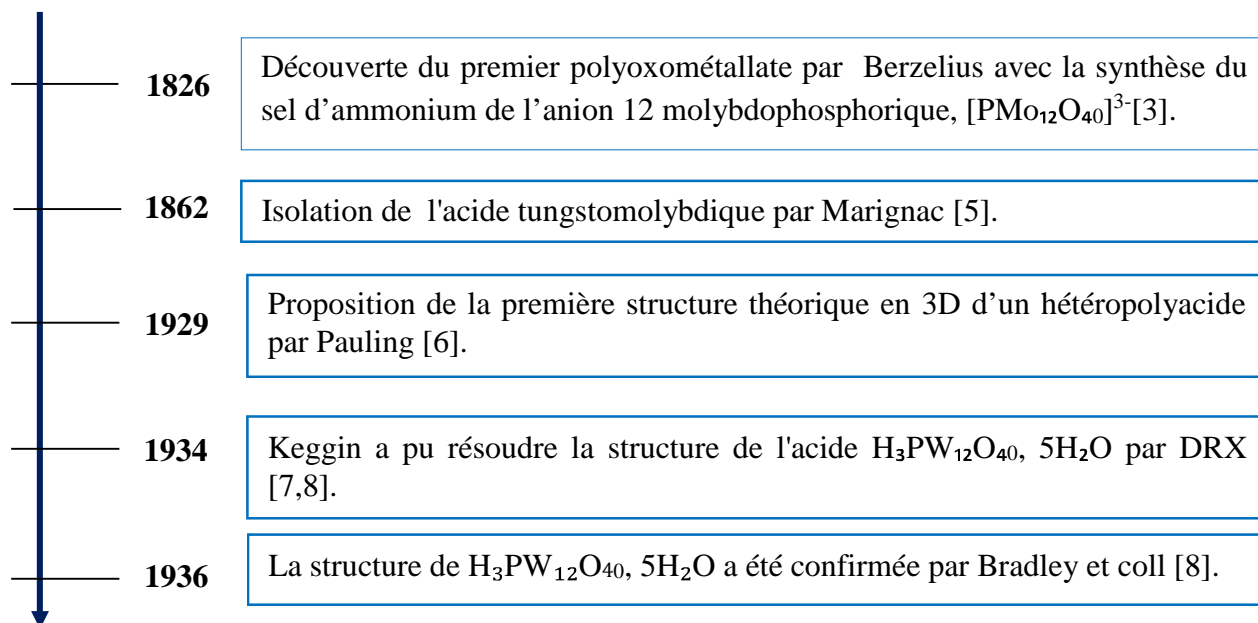 1826
Découverte du premier polyoxométallate par Berzelius avec la synthèse du
sel d’ammonium de l’anion 12 molybdophosphorique, [PMo₁₂O₄₀]³⁻[3].
1862
Isolation de l'acide tungstomolybdique par Marignac [5].
1929
Proposition de la première structure théorique en 3D d’un hétéropolyacide
par Pauling [6].
1934
Keggin a pu résoudre la structure de l'acide H₃PW₁₂O₄₀, 5H₂O par DRX
[7,8].
1936
La structure de H₃PW₁₂O₄₀, 5H₂O a été confirmée par Bradley et coll [8].